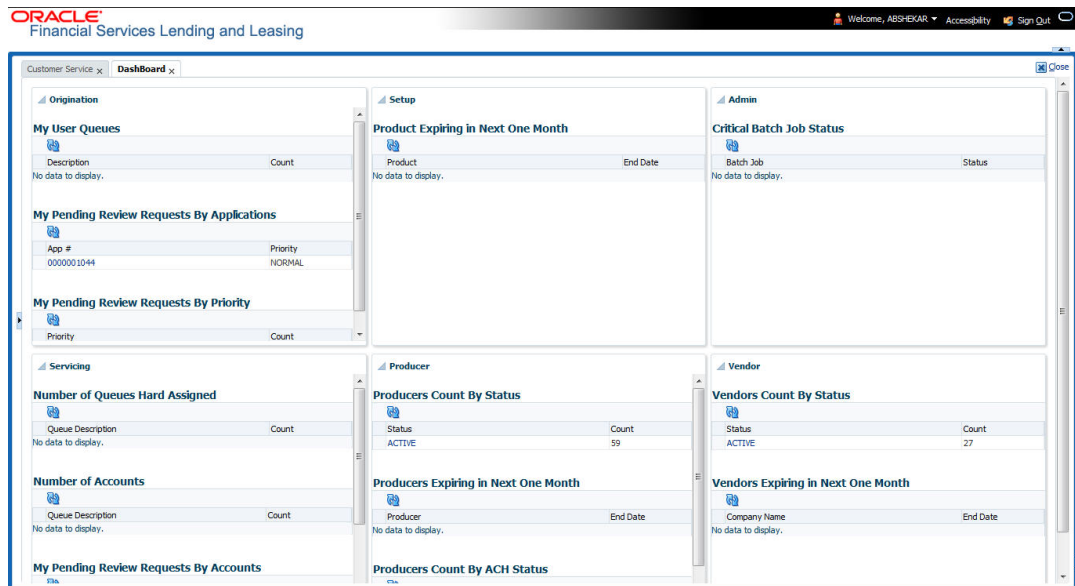 ORACLE
Financial Services Lending and Leasing
Welcome, ABSHEKAR Accessibility Sign Out
Customer Service x DashBoard x
Close
Origination
My User Queues
Description Count
No data to display.
My Pending Review Requests By Applications
App # Priority
0000001044 NORMAL
My Pending Review Requests By Priority
Priority Count
Setup
Product Expiring in Next One Month
Product End Date
No data to display.
Admin
Critical Batch Job Status
Batch Job Status
No data to display.
Servicing
Number of Queues Hard Assigned
Queue Description Count
No data to display.
Number of Accounts
Queue Description Count
No data to display.
My Pending Review Requests By Accounts
Producer
Producers Count By Status
Status Count
ACTIVE 59
Producers Expiring in Next One Month
Producer End Date
No data to display.
Producers Count By ACH Status
Vendor
Vendors Count By Status
Status Count
ACTIVE 27
Vendors Expiring in Next One Month
Company Name End Date
No data to display.